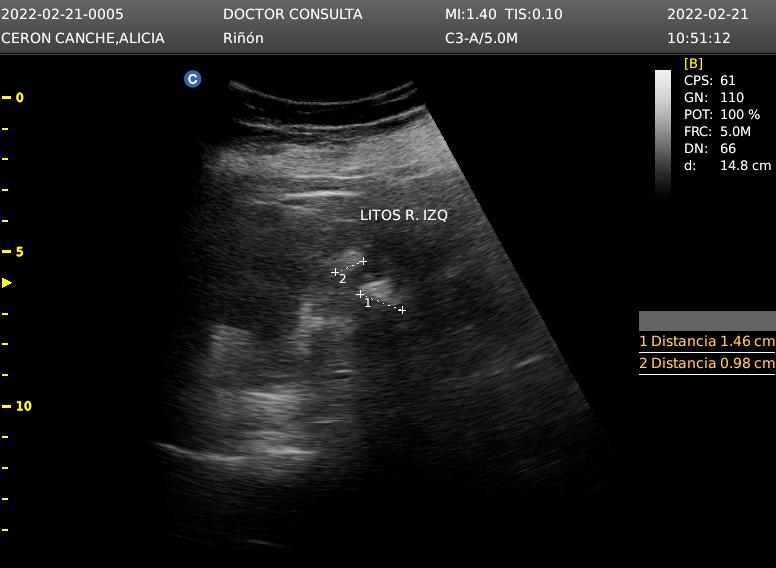 2022-02-21-0005 DOCTOR CONSULTA MI:1.40 TIS:0.10 2022-02-21
CERON CANCHE,ALICIA Riñón C3-A/5.0M 10:51:12
C
[B]
CPS: 61
GN: 110
POT: 100 %
FRC: 5.0M
DN: 66
d: 14.8 cm
0
LITOS R. IZQ
5
2
1
1 Distancia 1.46 cm
2 Distancia 0.98 cm
10